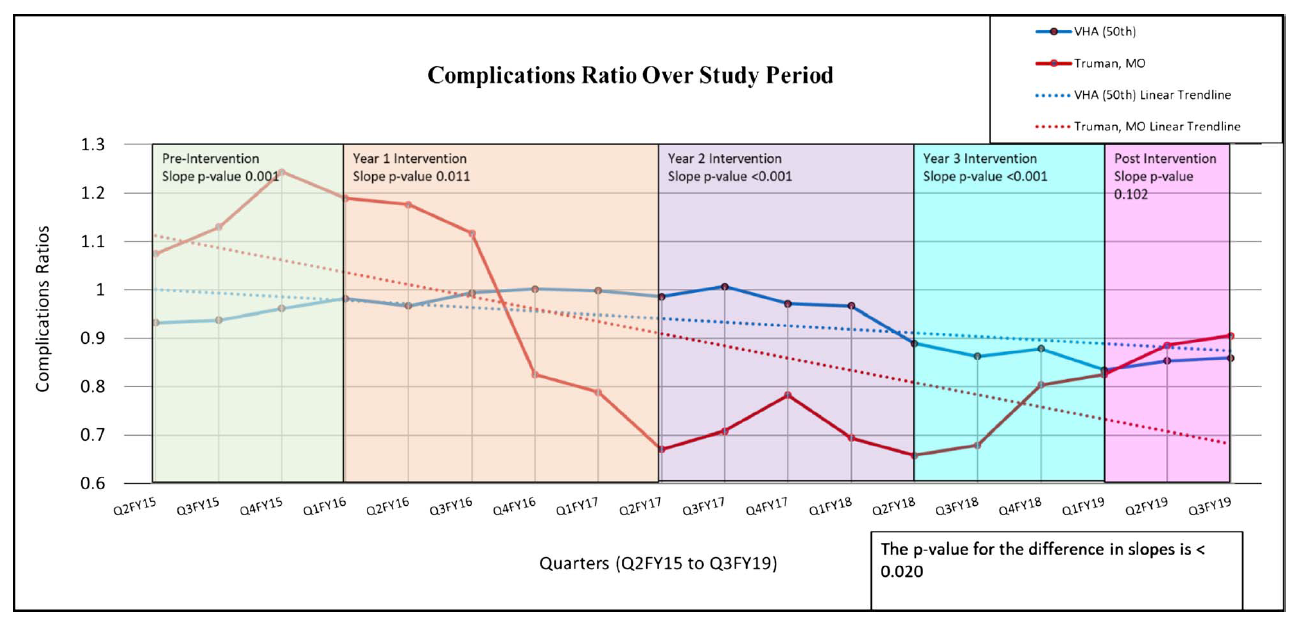 VHA (50th)
Truman, MO
VHA (50th) Linear Trendline
Truman, MO Linear Trendline
Complications Ratio Over Study Period
Complications Ratios
1.3
1.2
1.1
1
0.9
0.8
0.7
0.6
Pre-Intervention
Slope p-value 0.001
Year 1 Intervention
Slope p-value 0.011
Year 2 Intervention
Slope p-value <0.001
Year 3 Intervention
Slope p-value <0.001
Post Intervention
Slope p-value
0.102
Q2FY15
Q3FY15
Q4FY15
Q1FY16
Q2FY16
Q3FY16
Q4FY16
Q1FY17
Q2FY17
Q3FY17
Q4FY17
Q1FY18
Q2FY18
Q3FY18
Q4FY18
Q1FY19
Q2FY19
Q3FY19
Quarters (Q2FY15 to Q3FY19)
The p-value for the difference in slopes is <
0.020